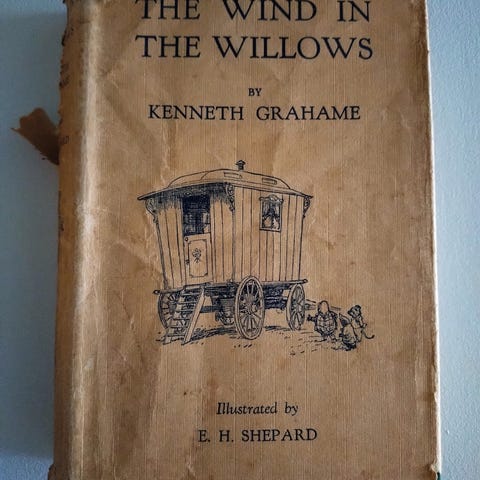 THE WIND IN
THE WILLOWS
BY
KENNETH GRAHAME
Illustrated by
E. H. SHEPARD